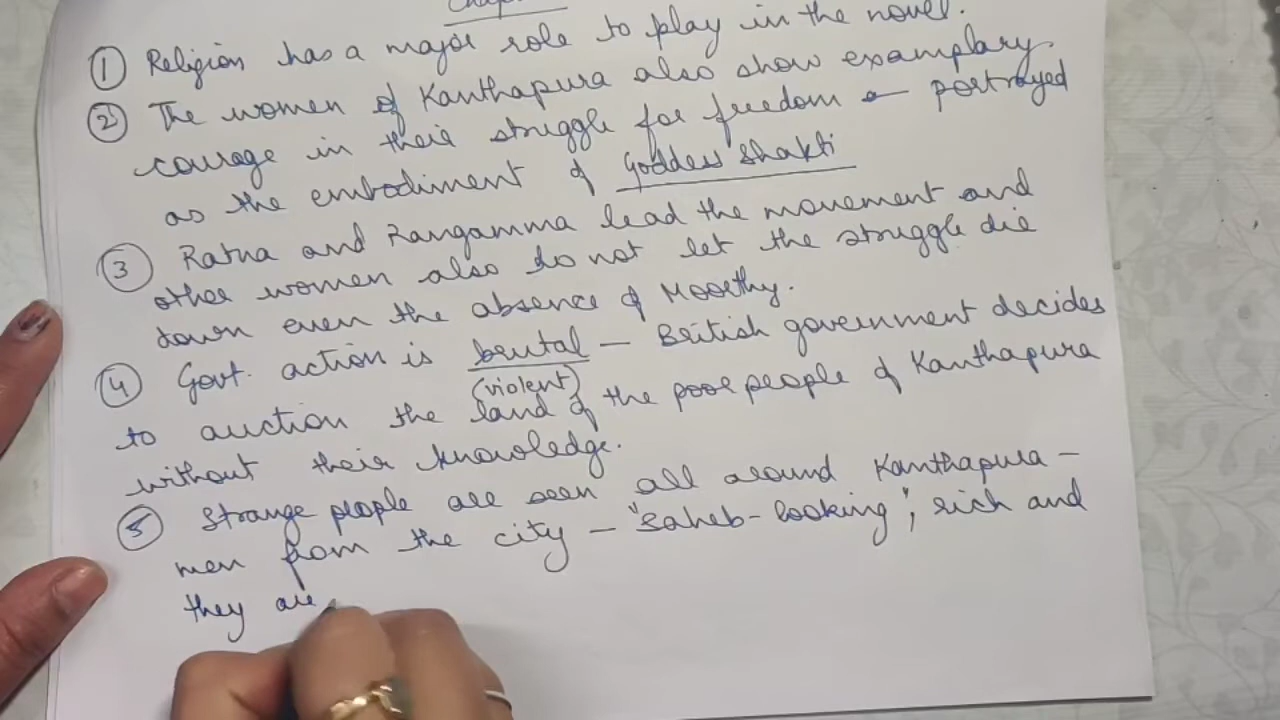 ① Religion has a major role to play in the novel.
② The women of Kanthapura also show examplary
courage in their struggle for freedom – portrayed
as the embodiment of Goddess Shakti
③ Ratna and Rangamma lead the movement and
other women also do not let the struggle die
down even the absence of Moorthy.
④ Govt. action is brutal – British government decides
(violent)
to auction the land of the poor people of Kanthapura
without their knowledge.
⑤ Strange people are seen all around Kanthapura –
men from the city – "Saheb-looking", rich and
they are